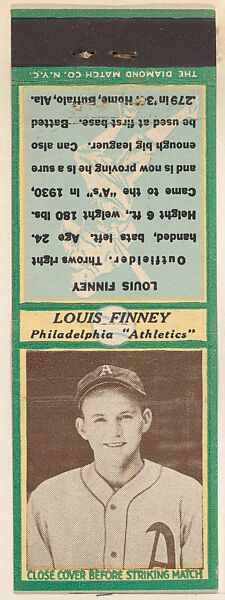 THE DIAMOND MATCH CO. N.Y.C.
LOUIS FINNEY
Outfielder. Throws right
handed, bats left. Age 24.
Height 6 ft., weight 180 lbs.
Came to the "A's" in 1930,
and now proving he is a sure
enough big leaguer. Can also
be used at first base. Batted
.279 in '33. Home, Buffalo, Ala.
LOUIS FINNEY
Philadelphia "Athletics"
A
A
CLOSE COVER BEFORE STRIKING MATCH